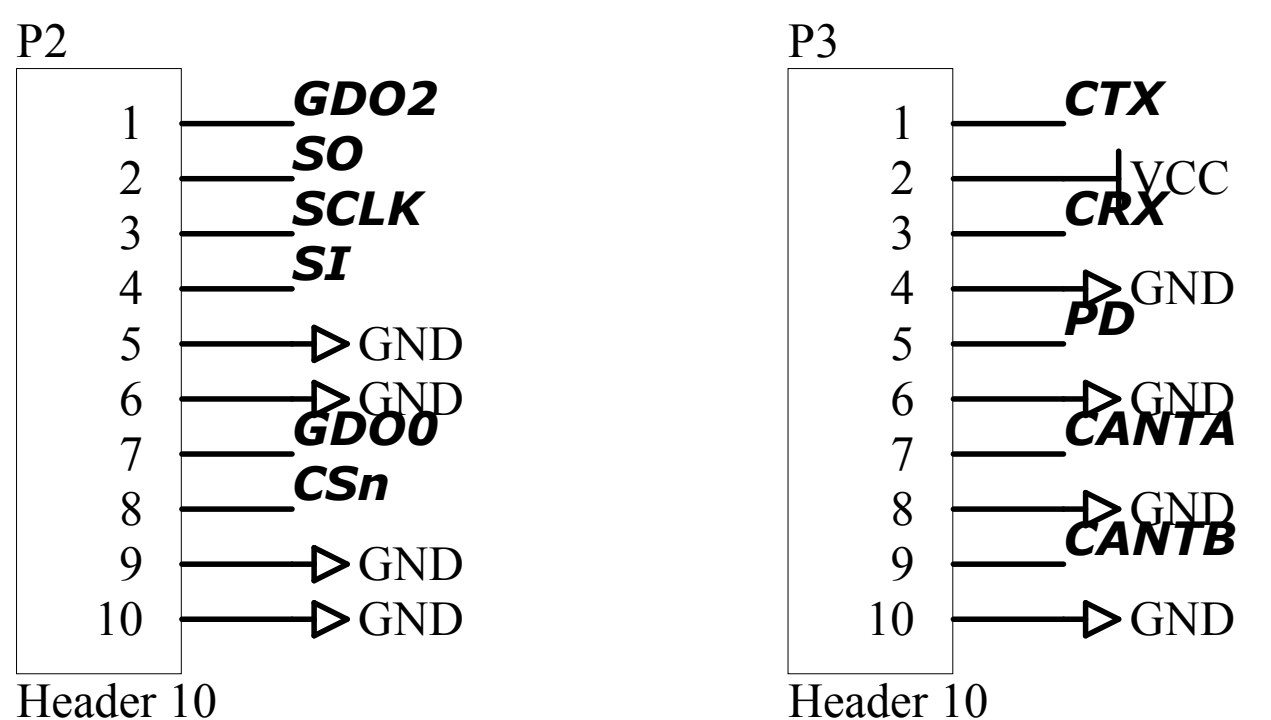 P2
1 GDO2
2 SO
3 SCLK
4 SI
5 GND
6 GND
7 GDO0
8 CSn
9 GND
10 GND
Header 10
P3
1 CTX
2 VCC
3 CRX
4 GND
5 PD
6 GND
7 CANTA
8 GND
9 CANTB
10 GND
Header 10